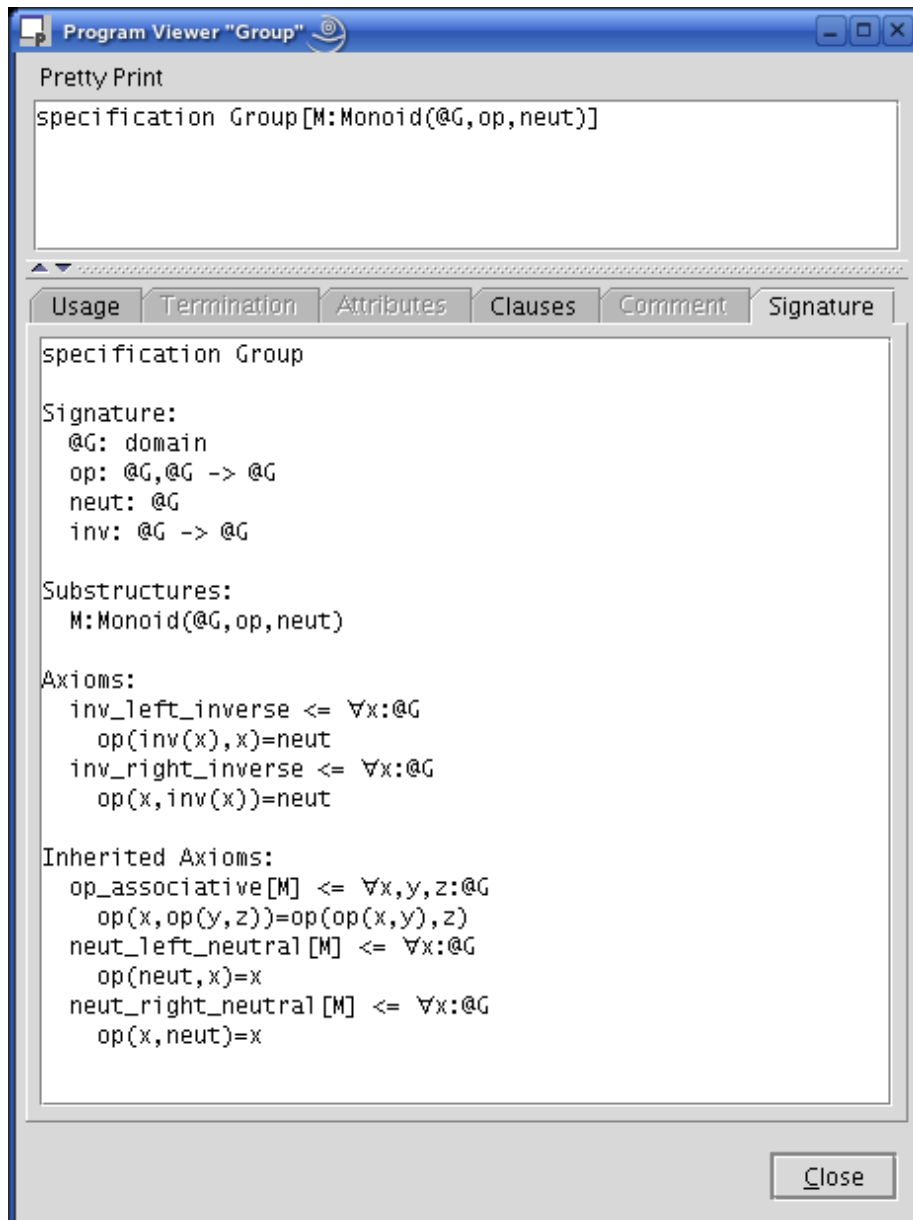 Program Viewer "Group"
Pretty Print
specification Group[M:Monoid(@G,op,neut)]
Usage Termination Attributes Clauses Comment Signature
specification Group
Signature:
@G: domain
op: @G,@G -> @G
neut: @G
inv: @G -> @G
Substructures:
M:Monoid(@G,op,neut)
Axioms:
inv_left_inverse <= ∀x:@G
op(inv(x),x)=neut
inv_right_inverse <= ∀x:@G
op(x,inv(x))=neut
Inherited Axioms:
op_associative[M] <= ∀x,y,z:@G
op(x,op(y,z))=op(op(x,y),z)
neut_left_neutral[M] <= ∀x:@G
op(neut,x)=x
neut_right_neutral[M] <= ∀x:@G
op(x,neut)=x
Close